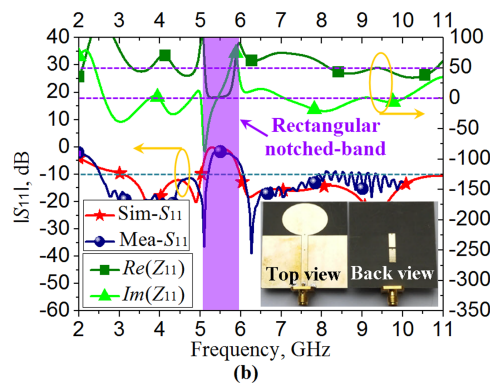 2 3 4 5 6 7 8 9 10 11
40
30
20
10
0
-10
-20
-30
-40
-50
-60
100
50
0
-50
-100
-150
-200
-250
-300
-350
|S11|, dB
Rectangular
notched-band
Sim-S11
Mea-S11
Re(Z11)
Im(Z11)
Top view
Back view
2 3 4 5 6 7 8 9 10 11
Frequency, GHz
(b)